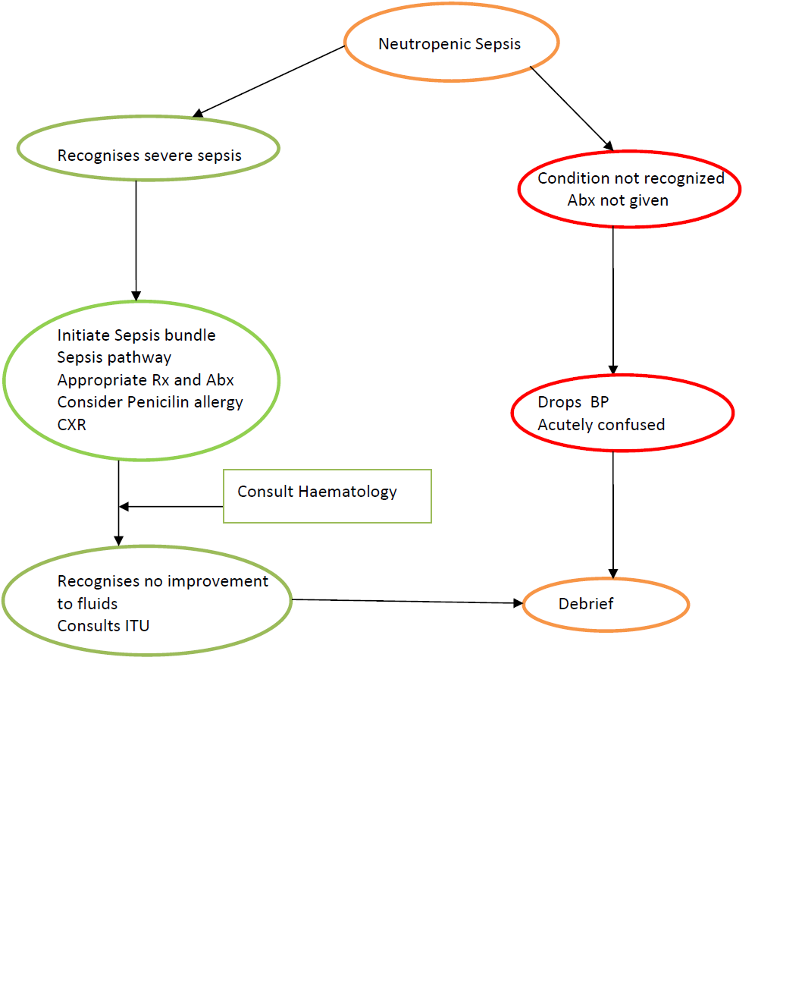 Neutropenic Sepsis
Recognises severe sepsis
Condition not recognized
Abx not given
Initiate Sepsis bundle
Sepsis pathway
Appropriate Rx and Abx
Consider Penicilin allergy
CXR
Drops BP
Acutely confused
Consult Haematology
Recognises no improvement
to fluids
Consults ITU
Debrief